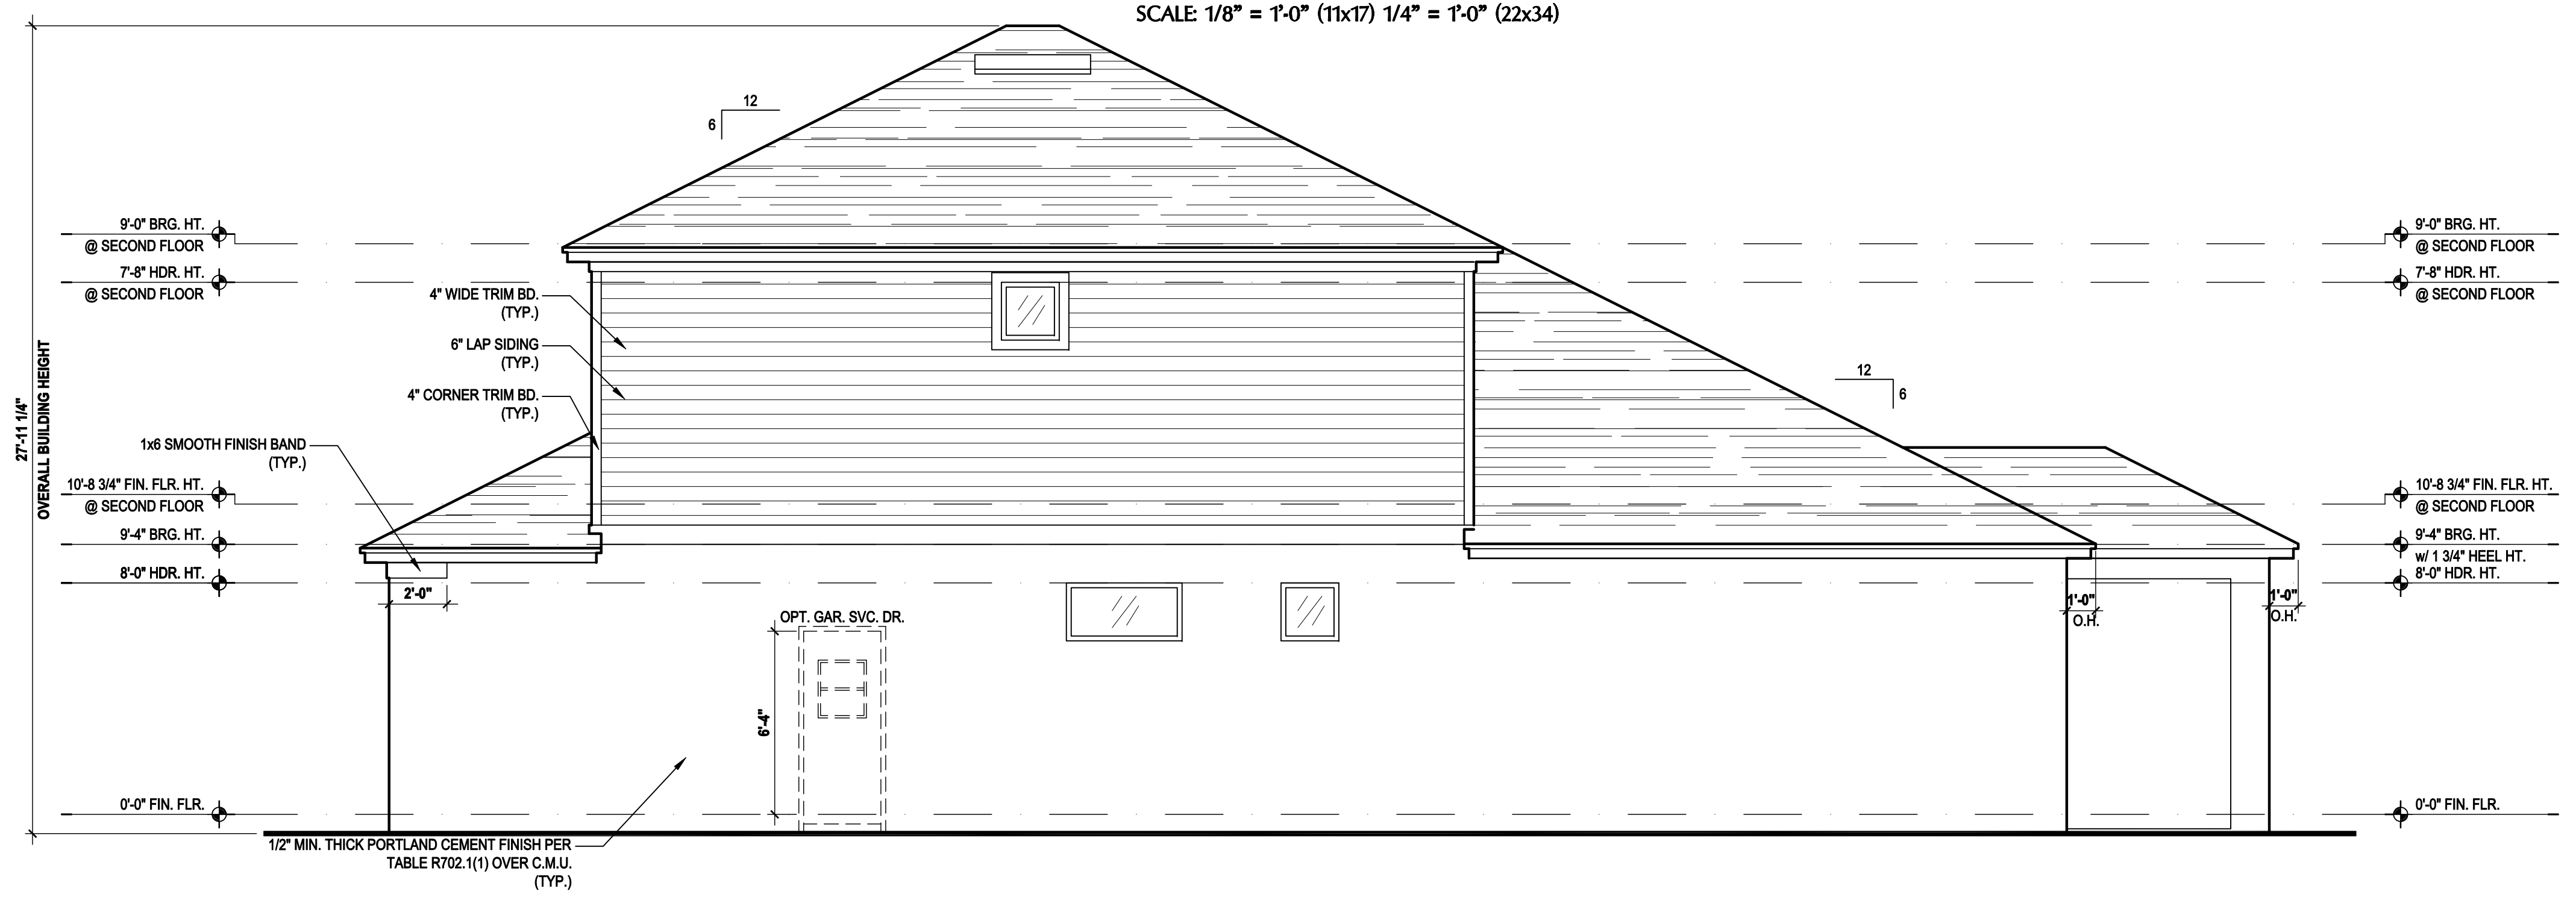 SCALE: 1/8” = 1’-0” (11x17) 1/4” = 1’-0” (22x34)
12
6
9'-0" BRG. HT.
@ SECOND FLOOR
9'-0" BRG. HT.
@ SECOND FLOOR
7'-8" HDR. HT.
@ SECOND FLOOR
7'-8" HDR. HT.
@ SECOND FLOOR
4" WIDE TRIM BD.
(TYP.)
6" LAP SIDING
(TYP.)
4" CORNER TRIM BD.
(TYP.)
12
6
27'-11 1/4"
OVERALL BUILDING HEIGHT
1x6 SMOOTH FINISH BAND
(TYP.)
10'-8 3/4" FIN. FLR. HT.
@ SECOND FLOOR
10'-8 3/4" FIN. FLR. HT.
@ SECOND FLOOR
9'-4" BRG. HT.
9'-4" BRG. HT.
w/ 1 3/4" HEEL HT.
8'-0" HDR. HT.
8'-0" HDR. HT.
2'-0"
1'-0"
O.H.
1'-0"
O.H.
OPT. GAR. SVC. DR.
6'-4"
0'-0" FIN. FLR.
0'-0" FIN. FLR.
1/2" MIN. THICK PORTLAND CEMENT FINISH PER
TABLE R702.1(1) OVER C.M.U.
(TYP.)